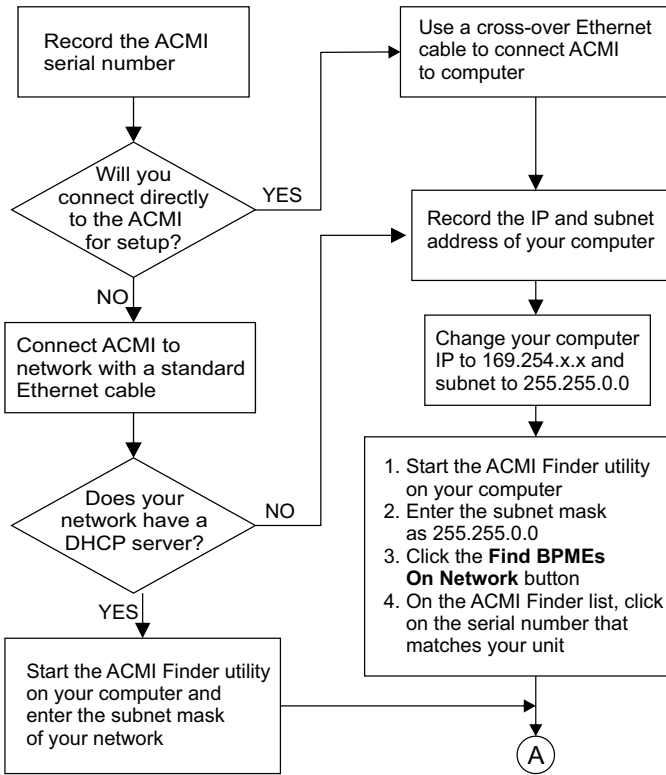 Record the ACMI
serial number
Will you
connect directly
to the ACMI
for setup?
YES
NO
Use a cross-over Ethernet
cable to connect ACMI
to computer
Connect ACMI to
network with a standard
Ethernet cable
Does your
network have a
DHCP server?
NO
YES
Record the IP and subnet
address of your computer
Change your computer
IP to 169.254.x.x and
subnet to 255.255.0.0
1. Start the ACMI Finder utility
on your computer
2. Enter the subnet mask
as 255.255.0.0
3. Click the Find BPMEs
On Network button
4. On the ACMI Finder list, click
on the serial number that
matches your unit
Start the ACMI Finder utility
on your computer and
enter the subnet mask
of your network
A